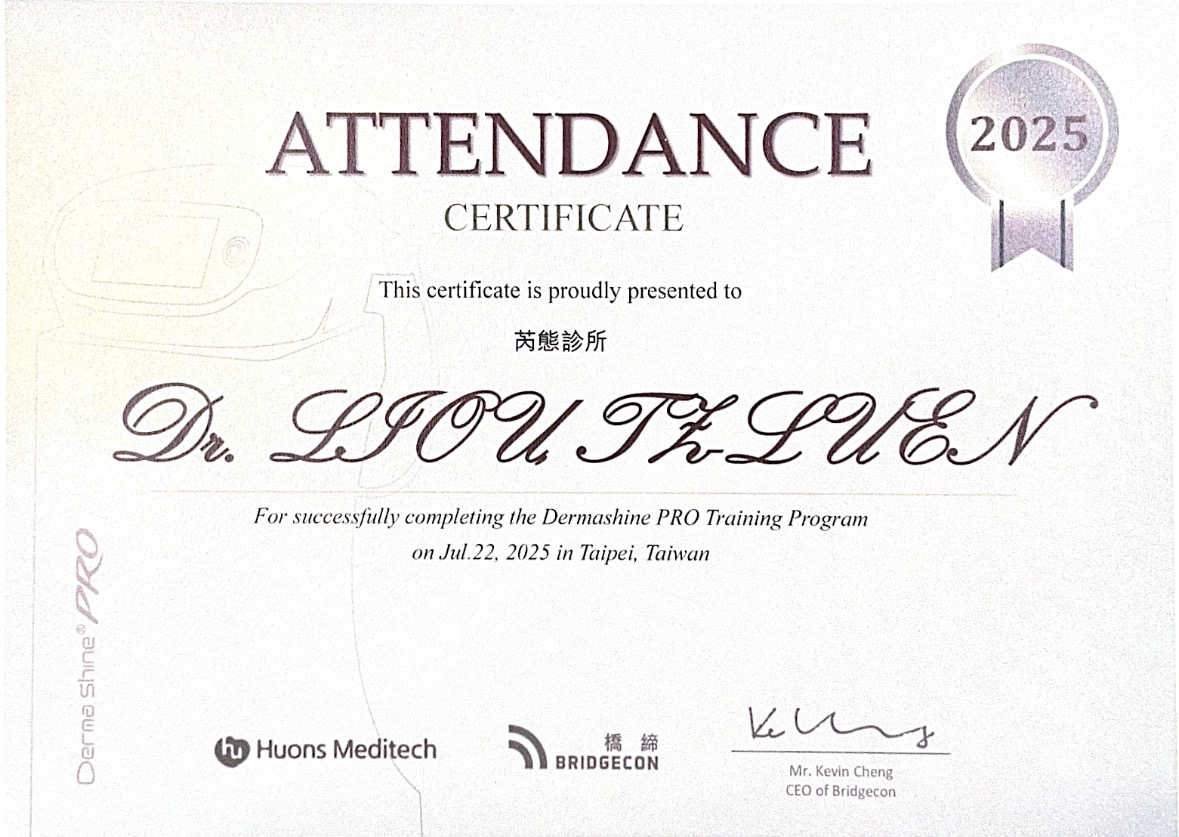 ATTENDANCE
2025
CERTIFICATE
This certificate is proudly presented to
芮態診所
Dr. LIOU, TZ-LUEN
For successfully completing the Dermashine PRO Training Program
on Jul.22, 2025 in Taipei, Taiwan
Derma shine® PRO
hu Huons Meditech
橋締
BRIDGECON
Mr. Kevin Cheng
CEO of Bridgecon